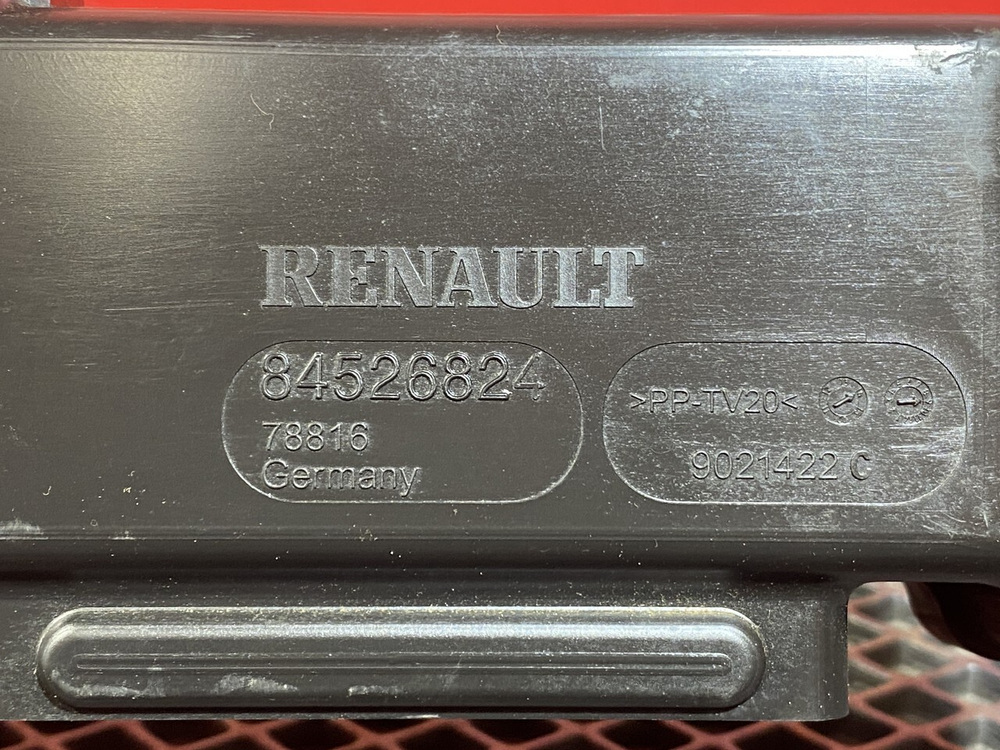 RENAULT
84526824
78816
Germany
>PP-TV20<
9021422 C